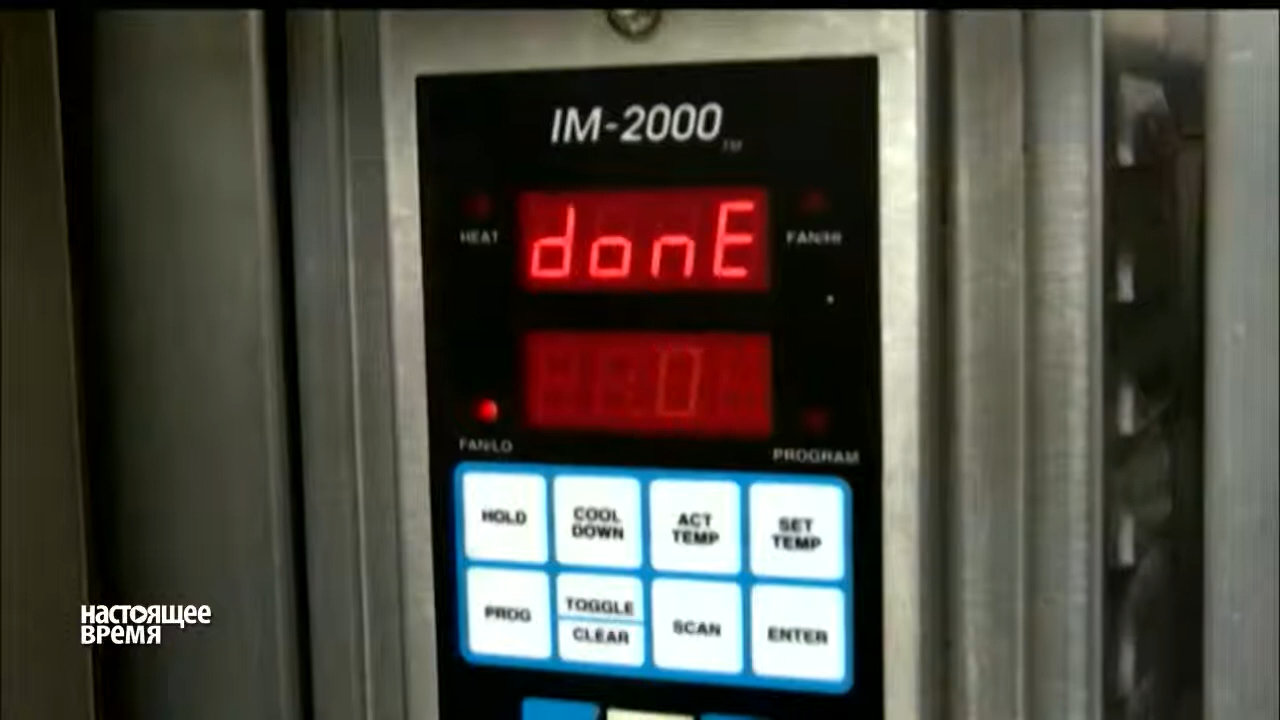 IM-2000
TM
donE
HEAT
FAN/HI
0
FAN/LO
PROGRAM
HOLD
COOL
DOWN
ACT
TEMP
SET
TEMP
PROG
TOGGLE
CLEAR
SCAN
ENTER
НАСТОЯЩЕЕ
ВРЕМЯ